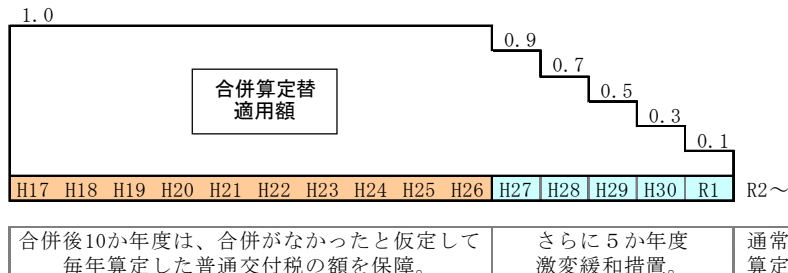 1.0
0.9
0.7
0.5
0.3
0.1
合併算定替
適用額
H17 H18 H19 H20 H21 H22 H23 H24 H25 H26 H27 H28 H29 H30 R1 R2～
合併後10か年度は、合併がなかったと仮定して
毎年算定した普通交付税の額を保障。
さらに５か年度
激変緩和措置。
通常
算定